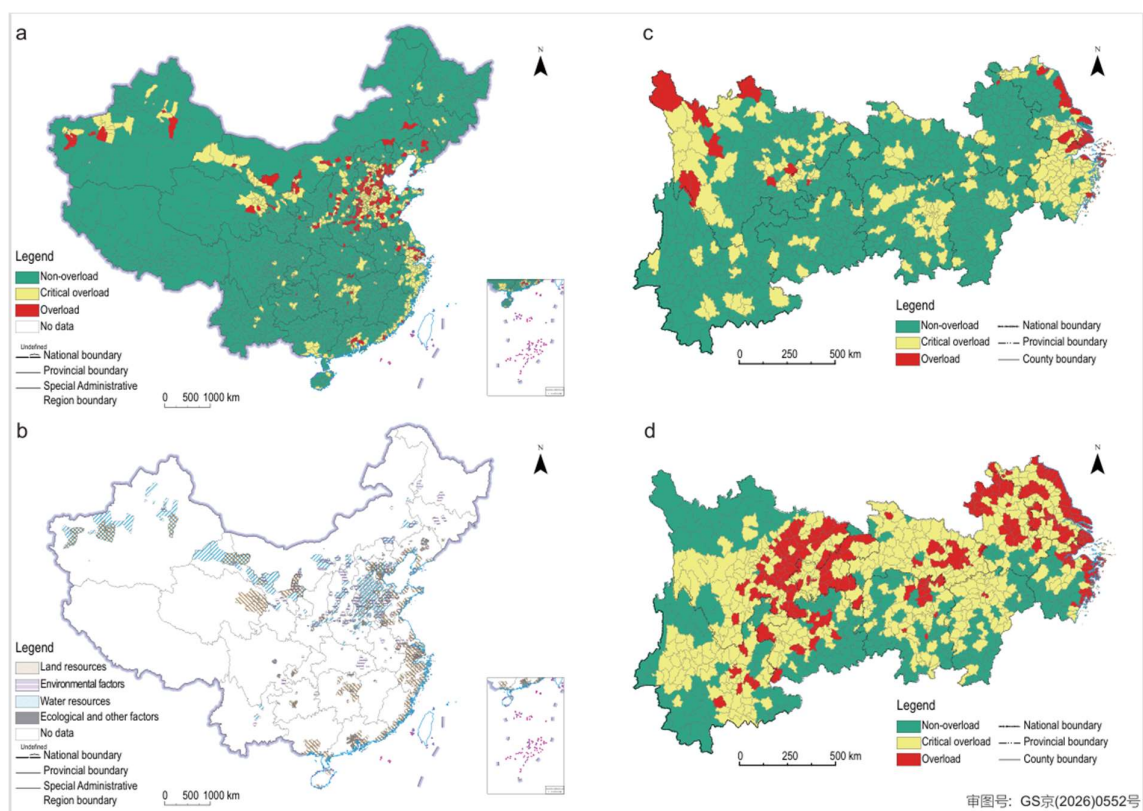 a
N
Legend
Non-overload
Critical overload
Overload
No data
Undefined
National boundary
Provincial boundary
Special Administrative
Region boundary
0 500 1000 km
b
N
Legend
Land resources
Environmental factors
Water resources
Ecological and other factors
No data
Undefined
National boundary
Provincial boundary
Special Administrative
Region boundary
0 500 1000 km
c
N
Legend
Non-overload
Critical overload
Overload
National boundary
Provincial boundary
County boundary
0 250 500 km
d
N
Legend
Non-overload
Critical overload
Overload
National boundary
Provincial boundary
County boundary
0 250 500 km
审图号: GS京(2026)0552号